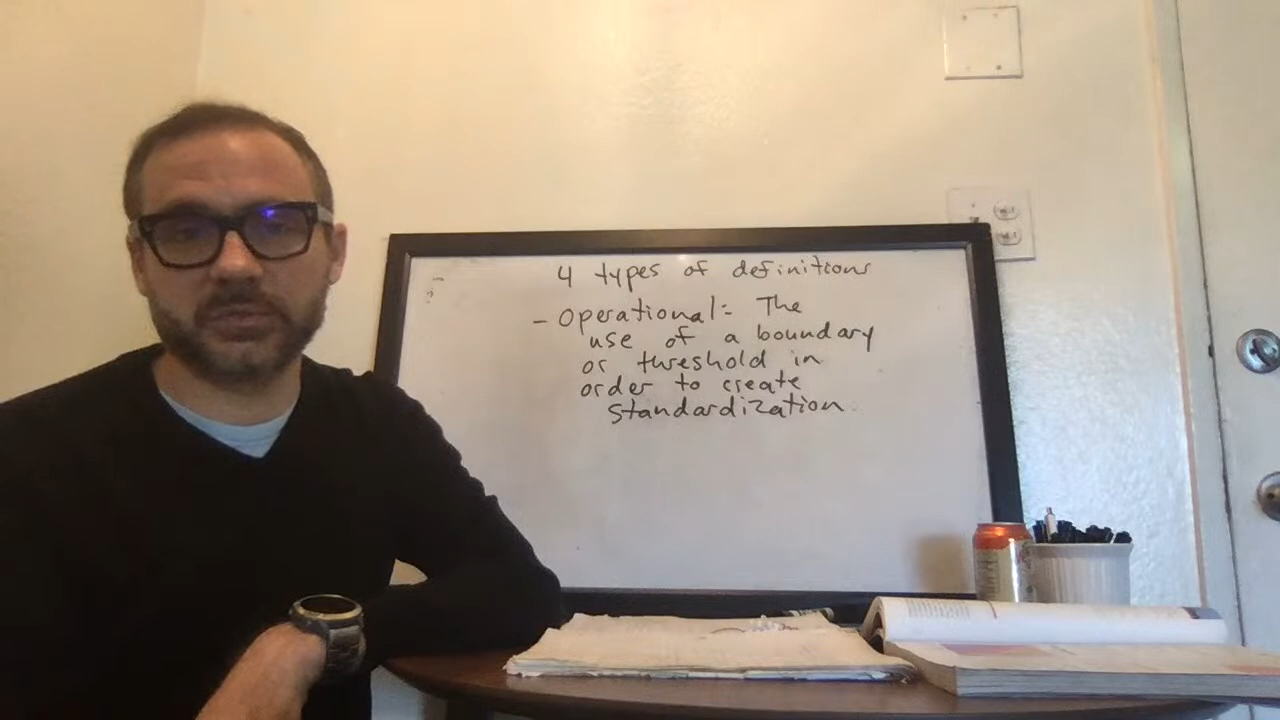 4 types of definitions
- Operational:- The
use of a boundary
or threshold in
order to create
Standardization.